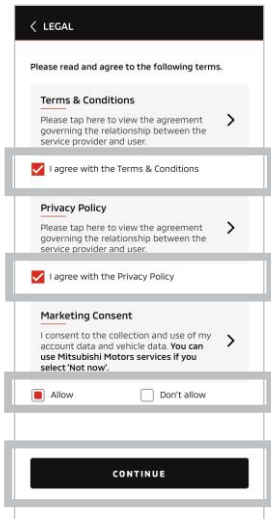 LEGAL
Please read and agree to the following terms.
Terms & Conditions
Please tap here to view the agreement
governing the relationship between the
service provider and user.
I agree with the Terms & Conditions
Privacy Policy
Please tap here to view the agreement
governing the relationship between the
service provider and user.
I agree with the Privacy Policy
Marketing Consent
I consent to the collection and use of my
account data and vehicle data. You can
use Mitsubishi Motors services if you
select 'Not now'.
Allow Don't allow
CONTINUE